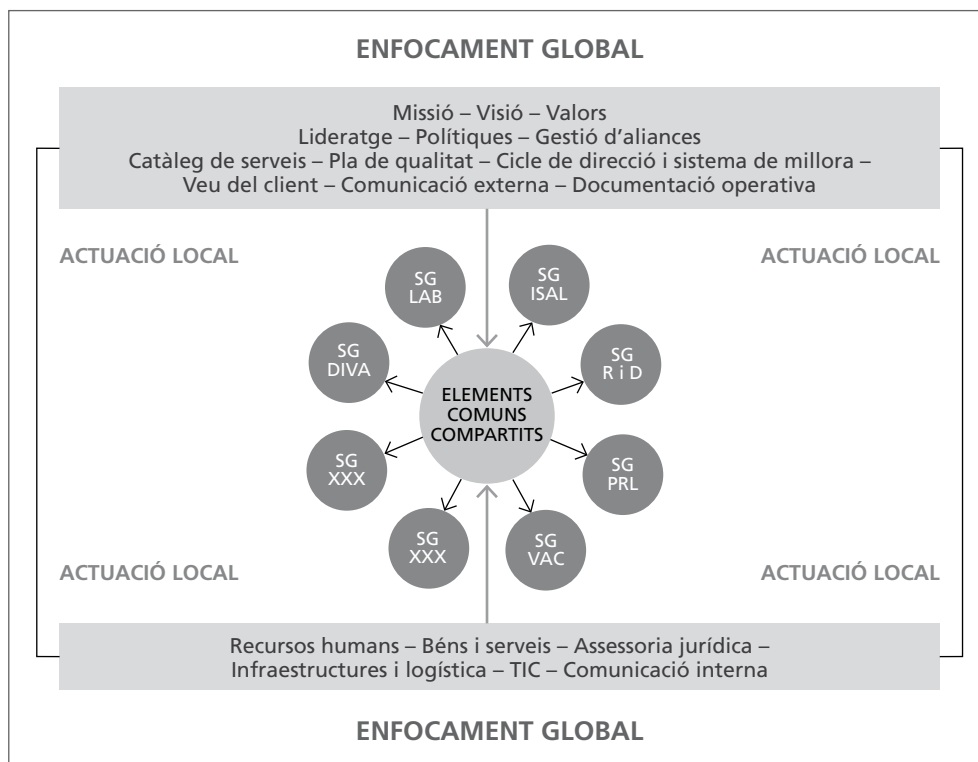 ENFOCAMENT GLOBAL
Missió – Visió – Valors
Lideratge – Polítiques – Gestió d’aliances
Catàleg de serveis – Pla de qualitat – Cicle de direcció i sistema de millora –
Veu del client – Comunicació externa – Documentació operativa
ACTUACIÓ LOCAL
ACTUACIÓ LOCAL
SG
LAB
SG
ISAL
SG
DIVA
SG
R i D
ELEMENTS
COMUNS
COMPARTITS
SG
XXX
SG
PRL
SG
XXX
SG
VAC
ACTUACIÓ LOCAL
ACTUACIÓ LOCAL
Recursos humans – Béns i serveis – Assessoria jurídica –
Infraestructures i logística – TIC – Comunicació interna
ENFOCAMENT GLOBAL